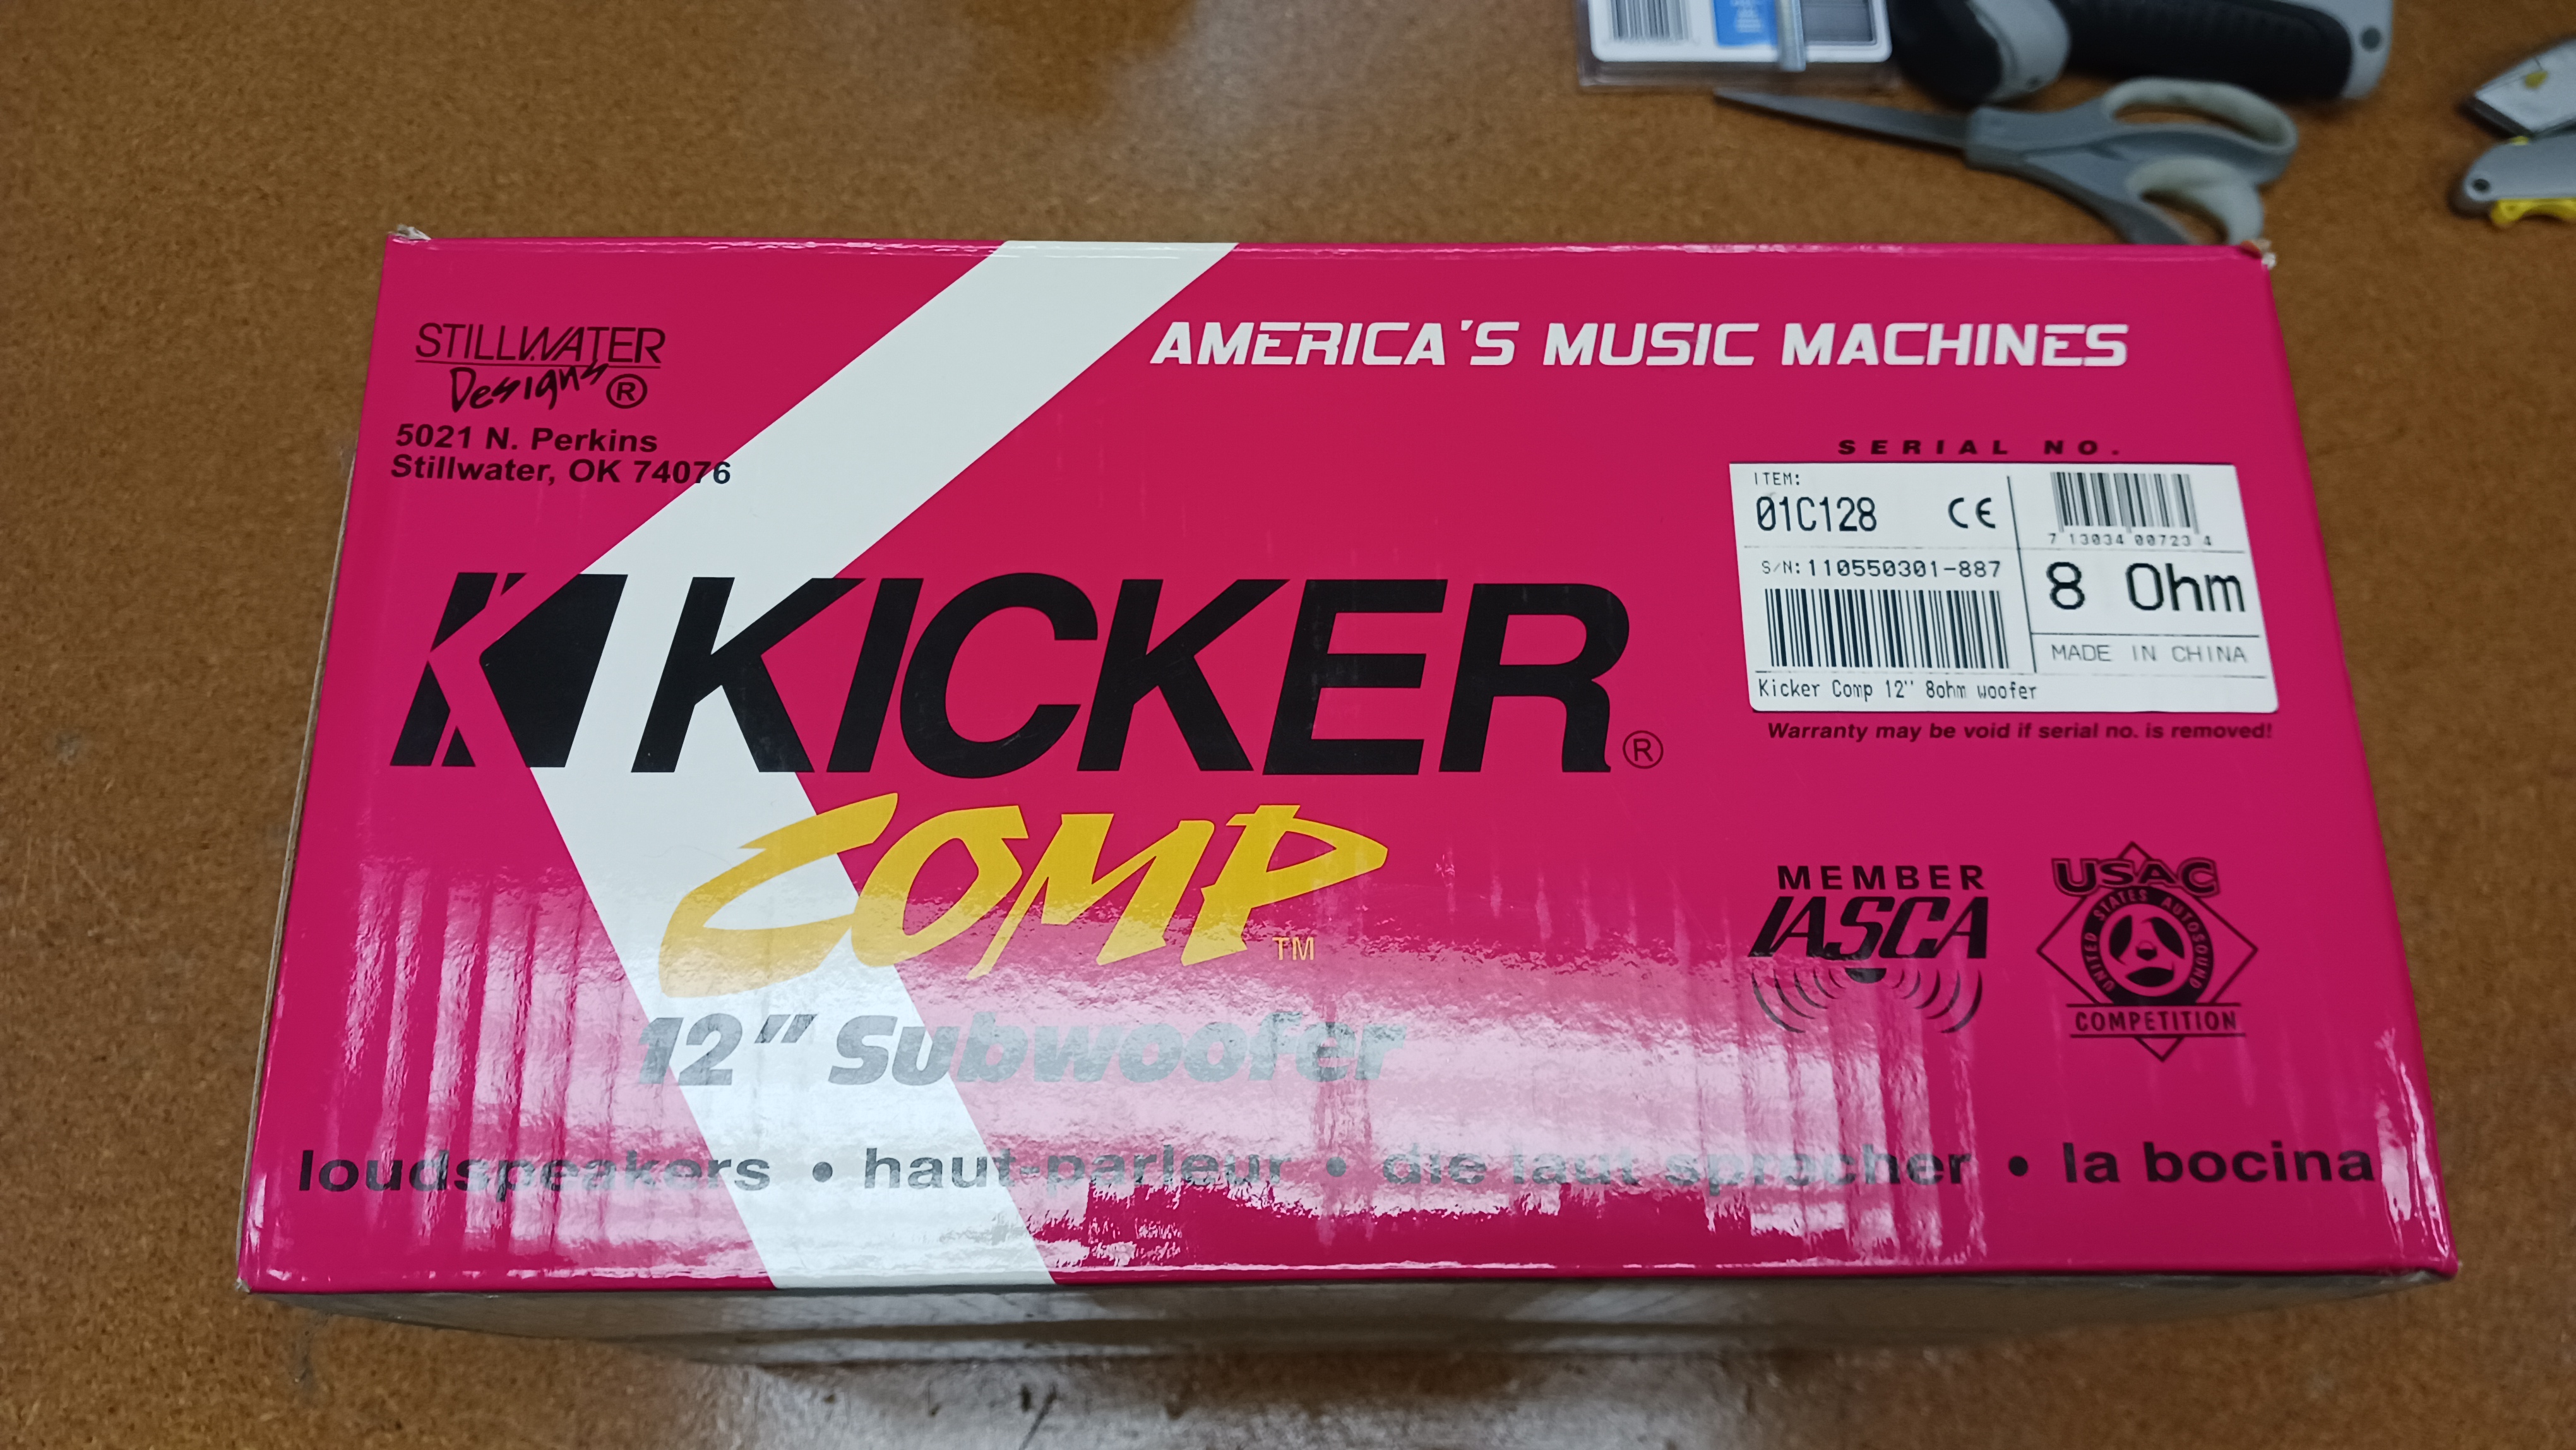 STILLWATER
Designs®
5021 N. Perkins
Stillwater, OK 74076
AMERICA'S MUSIC MACHINES
SERIAL NO.
ITEM:
01C128 CE
7 13034 00723 4
S/N:110550301-887
8 Ohm
MADE IN CHINA
Kicker Comp 12" 8ohm woofer
Warranty may be void if serial no. is removed!
K KICKER®
COMP™
12" Subwoofer
MEMBER
IASCA
USAC
UNITED STATES AUTOSOUND
COMPETITION
loudspeakers • haut-parleur • die laut sprecher • la bocina